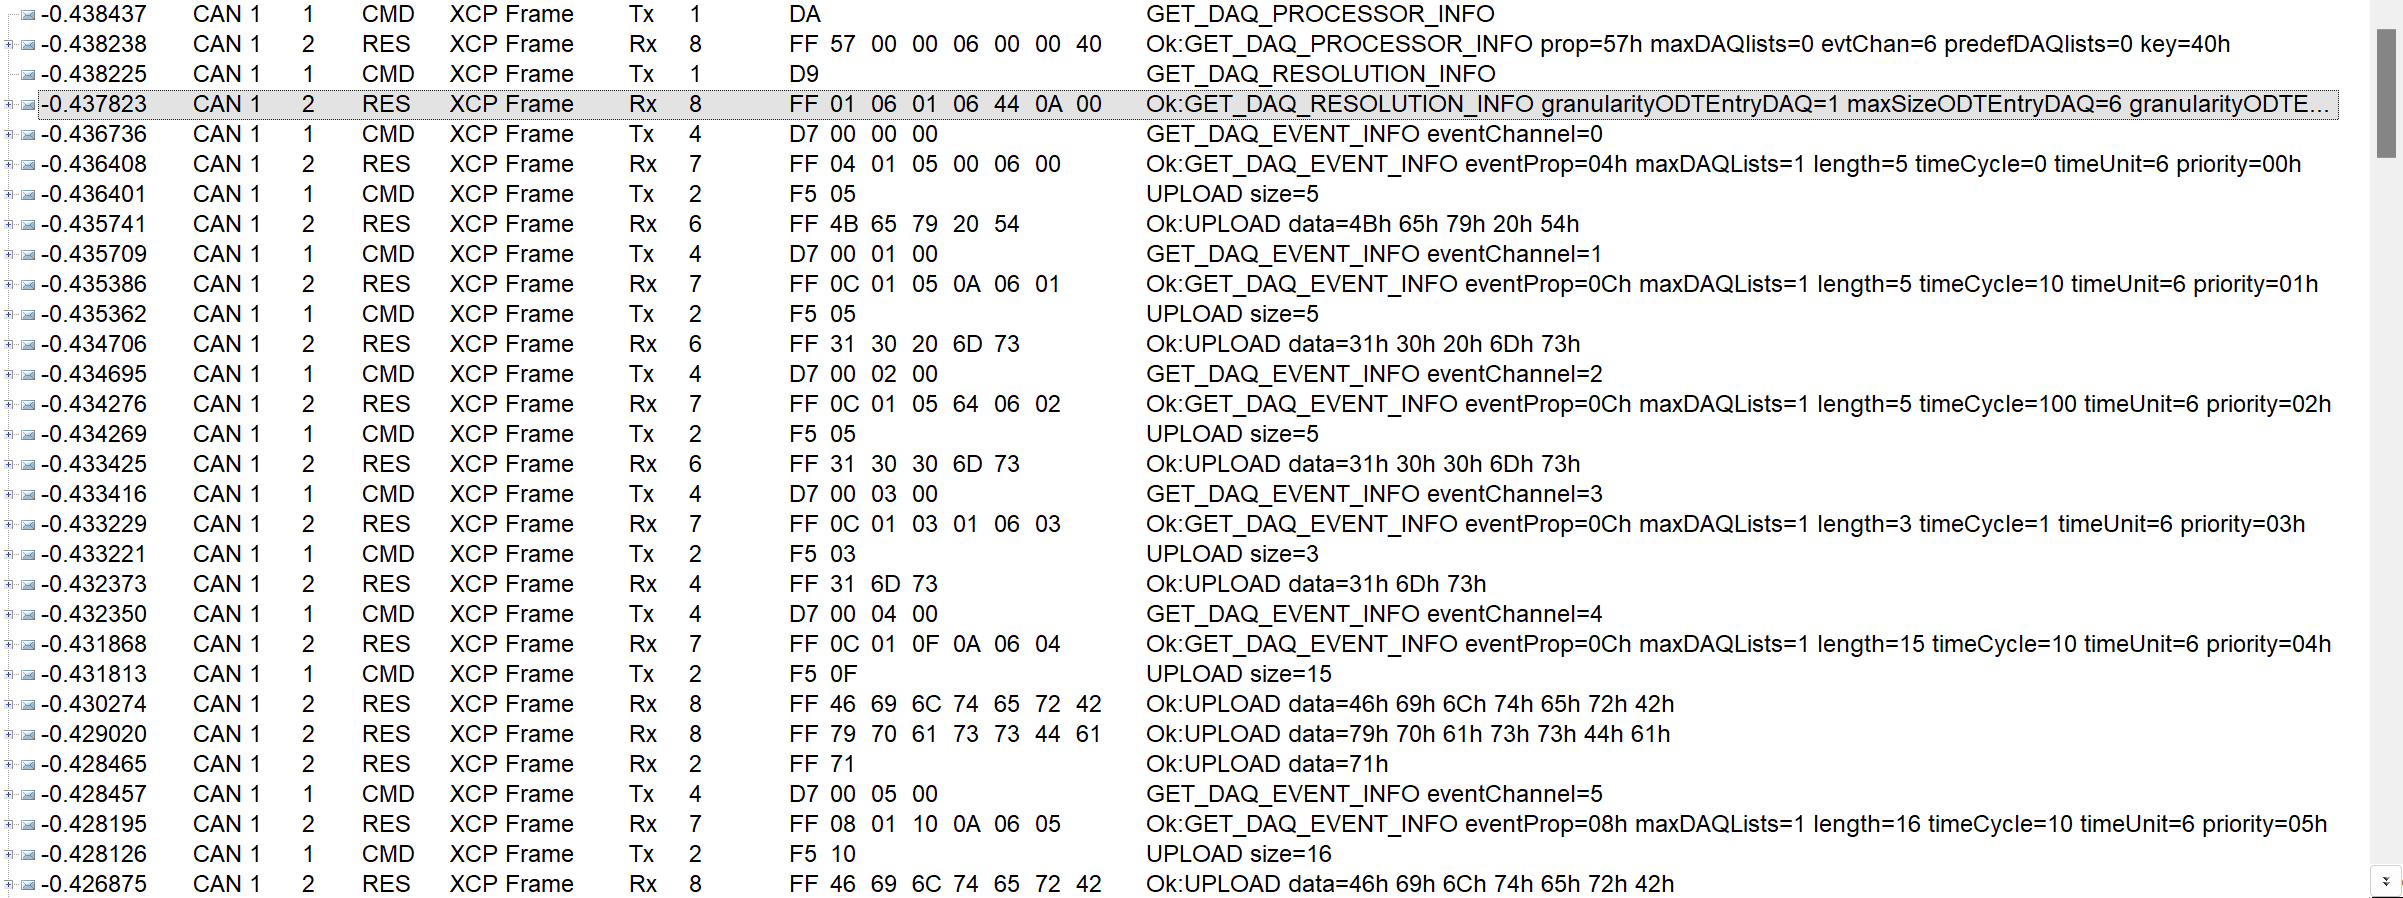 -0.438437 CAN 1 1 CMD XCP Frame Tx 1 DA GET_DAQ_PROCESSOR_INFO
-0.438238 CAN 1 2 RES XCP Frame Rx 8 FF 57 00 00 06 00 00 40 Ok:GET_DAQ_PROCESSOR_INFO prop=57h maxDAQlists=0 evtChan=6 predefDAQlists=0 key=40h
-0.438225 CAN 1 1 CMD XCP Frame Tx 1 D9 GET_DAQ_RESOLUTION_INFO
-0.437823 CAN 1 2 RES XCP Frame Rx 8 FF 01 06 01 06 44 0A 00 Ok:GET_DAQ_RESOLUTION_INFO granularityODTEntryDAQ=1 maxSizeODTEntryDAQ=6 granularityODTE...
-0.436736 CAN 1 1 CMD XCP Frame Tx 4 D7 00 00 00 GET_DAQ_EVENT_INFO eventChannel=0
-0.436408 CAN 1 2 RES XCP Frame Rx 7 FF 04 01 05 00 06 00 Ok:GET_DAQ_EVENT_INFO eventProp=04h maxDAQLists=1 length=5 timeCycle=0 timeUnit=6 priority=00h
-0.436401 CAN 1 1 CMD XCP Frame Tx 2 F5 05 UPLOAD size=5
-0.435741 CAN 1 2 RES XCP Frame Rx 6 FF 4B 65 79 20 54 Ok:UPLOAD data=4Bh 65h 79h 20h 54h
-0.435709 CAN 1 1 CMD XCP Frame Tx 4 D7 00 01 00 GET_DAQ_EVENT_INFO eventChannel=1
-0.435386 CAN 1 2 RES XCP Frame Rx 7 FF 0C 01 05 0A 06 01 Ok:GET_DAQ_EVENT_INFO eventProp=0Ch maxDAQLists=1 length=5 timeCycle=10 timeUnit=6 priority=01h
-0.435362 CAN 1 1 CMD XCP Frame Tx 2 F5 05 UPLOAD size=5
-0.434706 CAN 1 2 RES XCP Frame Rx 6 FF 31 30 20 6D 73 Ok:UPLOAD data=31h 30h 20h 6Dh 73h
-0.434695 CAN 1 1 CMD XCP Frame Tx 4 D7 00 02 00 GET_DAQ_EVENT_INFO eventChannel=2
-0.434276 CAN 1 2 RES XCP Frame Rx 7 FF 0C 01 05 64 06 02 Ok:GET_DAQ_EVENT_INFO eventProp=0Ch maxDAQLists=1 length=5 timeCycle=100 timeUnit=6 priority=02h
-0.434269 CAN 1 1 CMD XCP Frame Tx 2 F5 05 UPLOAD size=5
-0.433425 CAN 1 2 RES XCP Frame Rx 6 FF 31 30 30 6D 73 Ok:UPLOAD data=31h 30h 30h 6Dh 73h
-0.433416 CAN 1 1 CMD XCP Frame Tx 4 D7 00 03 00 GET_DAQ_EVENT_INFO eventChannel=3
-0.433229 CAN 1 2 RES XCP Frame Rx 7 FF 0C 01 03 01 06 03 Ok:GET_DAQ_EVENT_INFO eventProp=0Ch maxDAQLists=1 length=3 timeCycle=1 timeUnit=6 priority=03h
-0.433221 CAN 1 1 CMD XCP Frame Tx 2 F5 03 UPLOAD size=3
-0.432373 CAN 1 2 RES XCP Frame Rx 4 FF 31 6D 73 Ok:UPLOAD data=31h 6Dh 73h
-0.432350 CAN 1 1 CMD XCP Frame Tx 4 D7 00 04 00 GET_DAQ_EVENT_INFO eventChannel=4
-0.431868 CAN 1 2 RES XCP Frame Rx 7 FF 0C 01 0F 0A 06 04 Ok:GET_DAQ_EVENT_INFO eventProp=0Ch maxDAQLists=1 length=15 timeCycle=10 timeUnit=6 priority=04h
-0.431813 CAN 1 1 CMD XCP Frame Tx 2 F5 0F UPLOAD size=15
-0.430274 CAN 1 2 RES XCP Frame Rx 8 FF 46 69 6C 74 65 72 42 Ok:UPLOAD data=46h 69h 6Ch 74h 65h 72h 42h
-0.429020 CAN 1 2 RES XCP Frame Rx 8 FF 79 70 61 73 73 44 61 Ok:UPLOAD data=79h 70h 61h 73h 73h 44h 61h
-0.428465 CAN 1 2 RES XCP Frame Rx 2 FF 71 Ok:UPLOAD data=71h
-0.428457 CAN 1 1 CMD XCP Frame Tx 4 D7 00 05 00 GET_DAQ_EVENT_INFO eventChannel=5
-0.428195 CAN 1 2 RES XCP Frame Rx 7 FF 08 01 10 0A 06 05 Ok:GET_DAQ_EVENT_INFO eventProp=08h maxDAQLists=1 length=16 timeCycle=10 timeUnit=6 priority=05h
-0.428126 CAN 1 1 CMD XCP Frame Tx 2 F5 10 UPLOAD size=16
-0.426875 CAN 1 2 RES XCP Frame Rx 8 FF 46 69 6C 74 65 72 42 Ok:UPLOAD data=46h 69h 6Ch 74h 65h 72h 42h